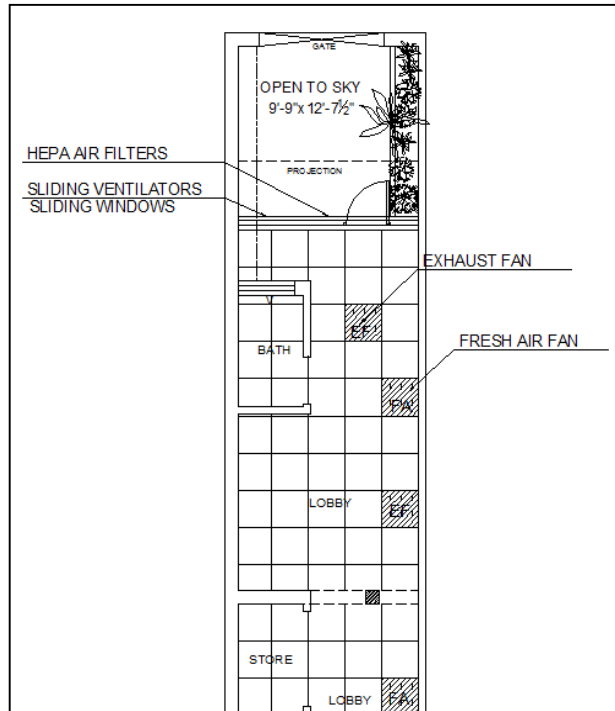 GATE
OPEN TO SKY
9'-9"x 12'-7½"
HEPA AIR FILTERS
PROJECTION
SLIDING VENTILATORS
SLIDING WINDOWS
EXHAUST FAN
V
EF
FRESH AIR FAN
BATH
FA
LOBBY
EF
STORE
LOBBY
FA